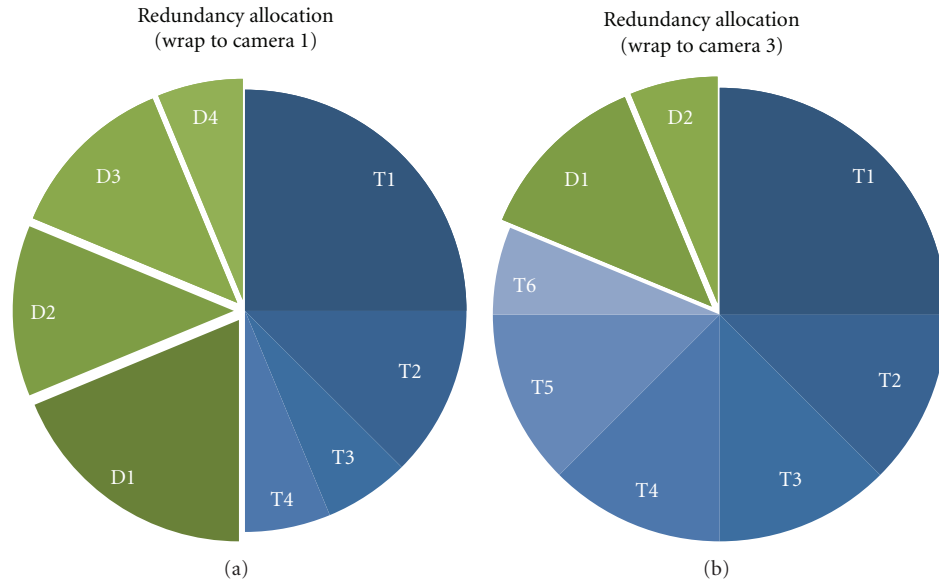 Redundancy allocation
(wrap to camera 1)
D4
D3
T1
D2
T2
T3
D1
T4
(a)
Redundancy allocation
(wrap to camera 3)
D2
D1
T1
T6
T5
T2
T4
T3
(b)